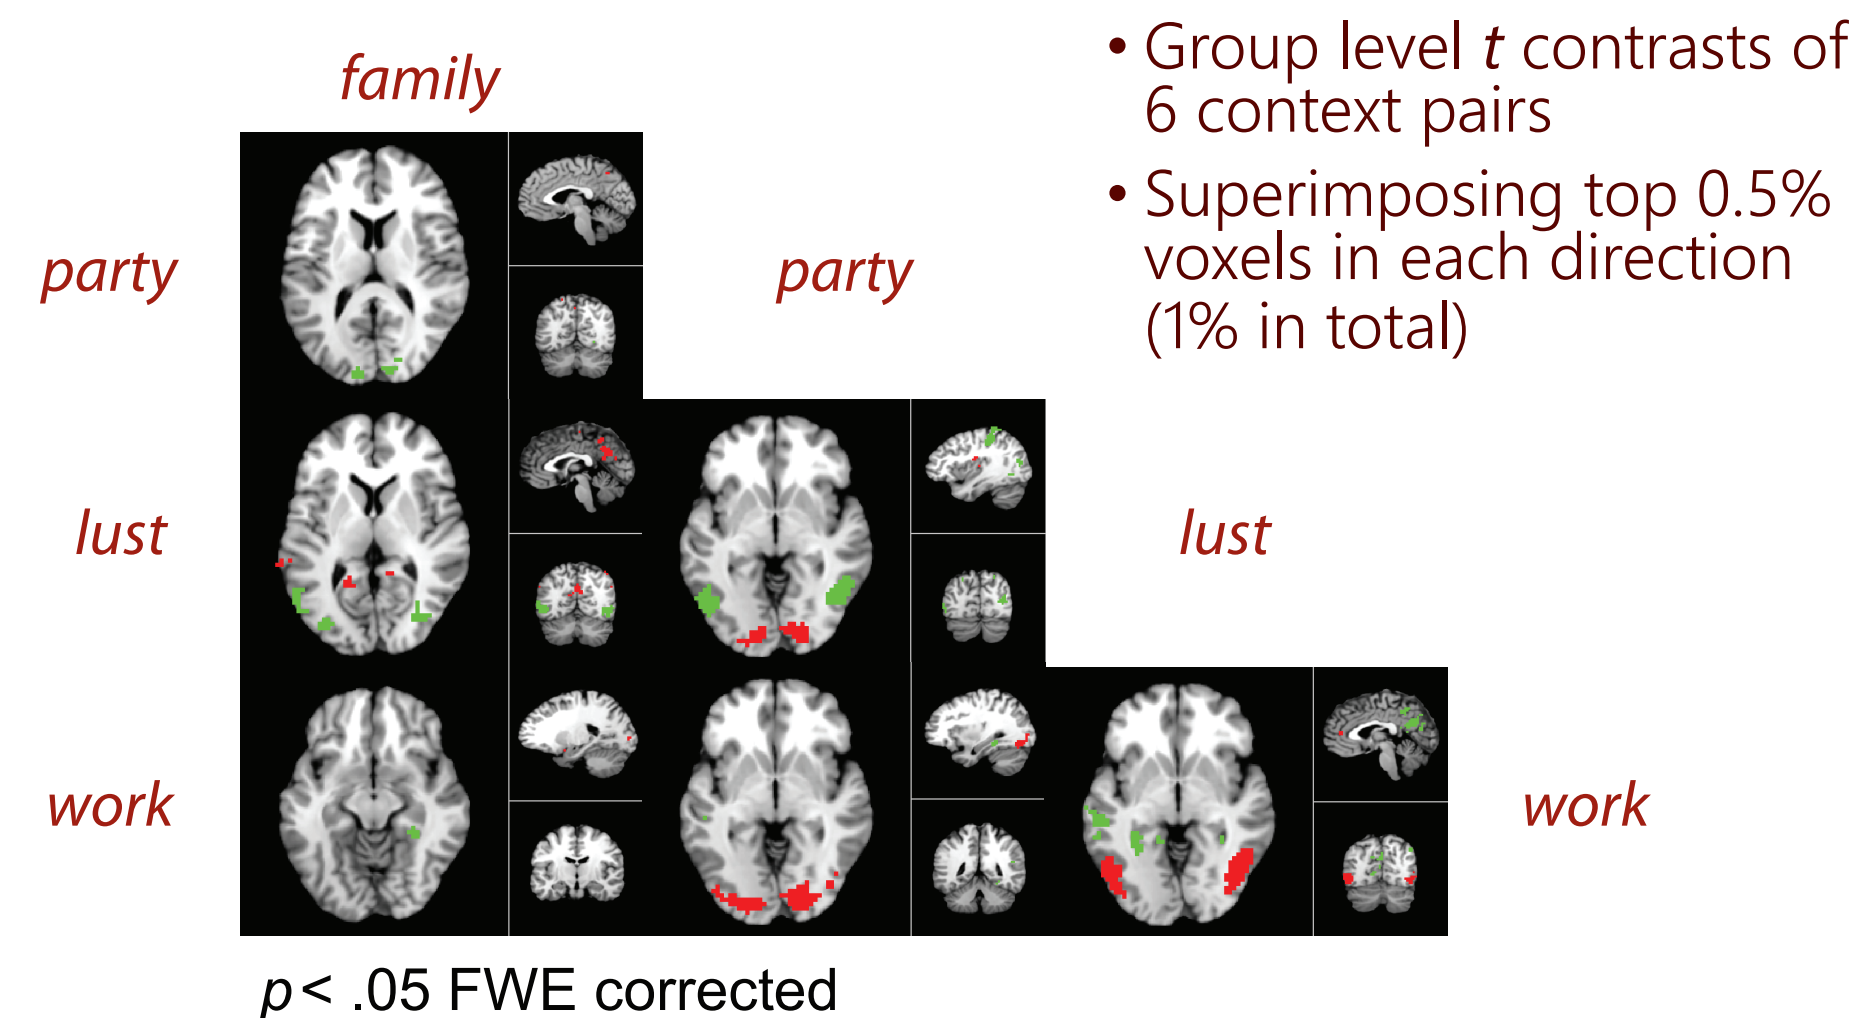 family
• Group level t contrasts of
6 context pairs
• Superimposing top 0.5%
voxels in each direction
(1% in total)
party
party
lust
lust
work
work
p < .05 FWE corrected